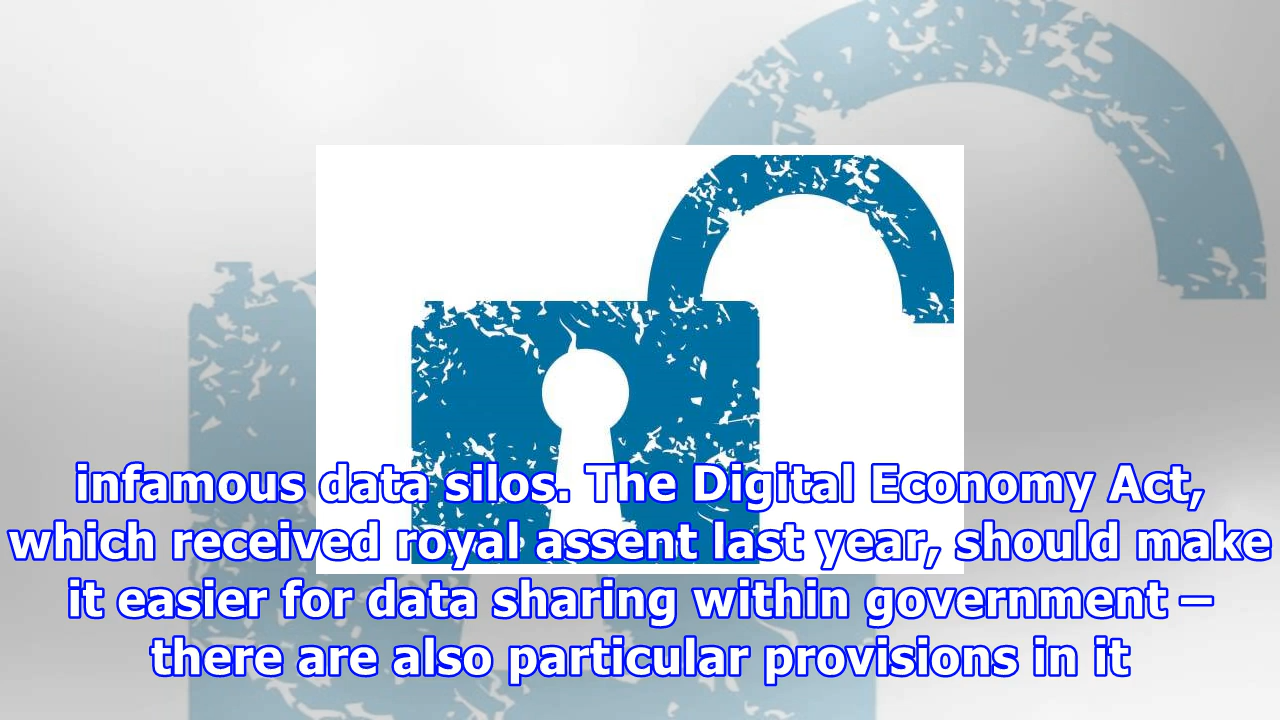 infamous data silos. The Digital Economy Act,
which received royal assent last year, should make
it easier for data sharing within government –
there are also particular provisions in it